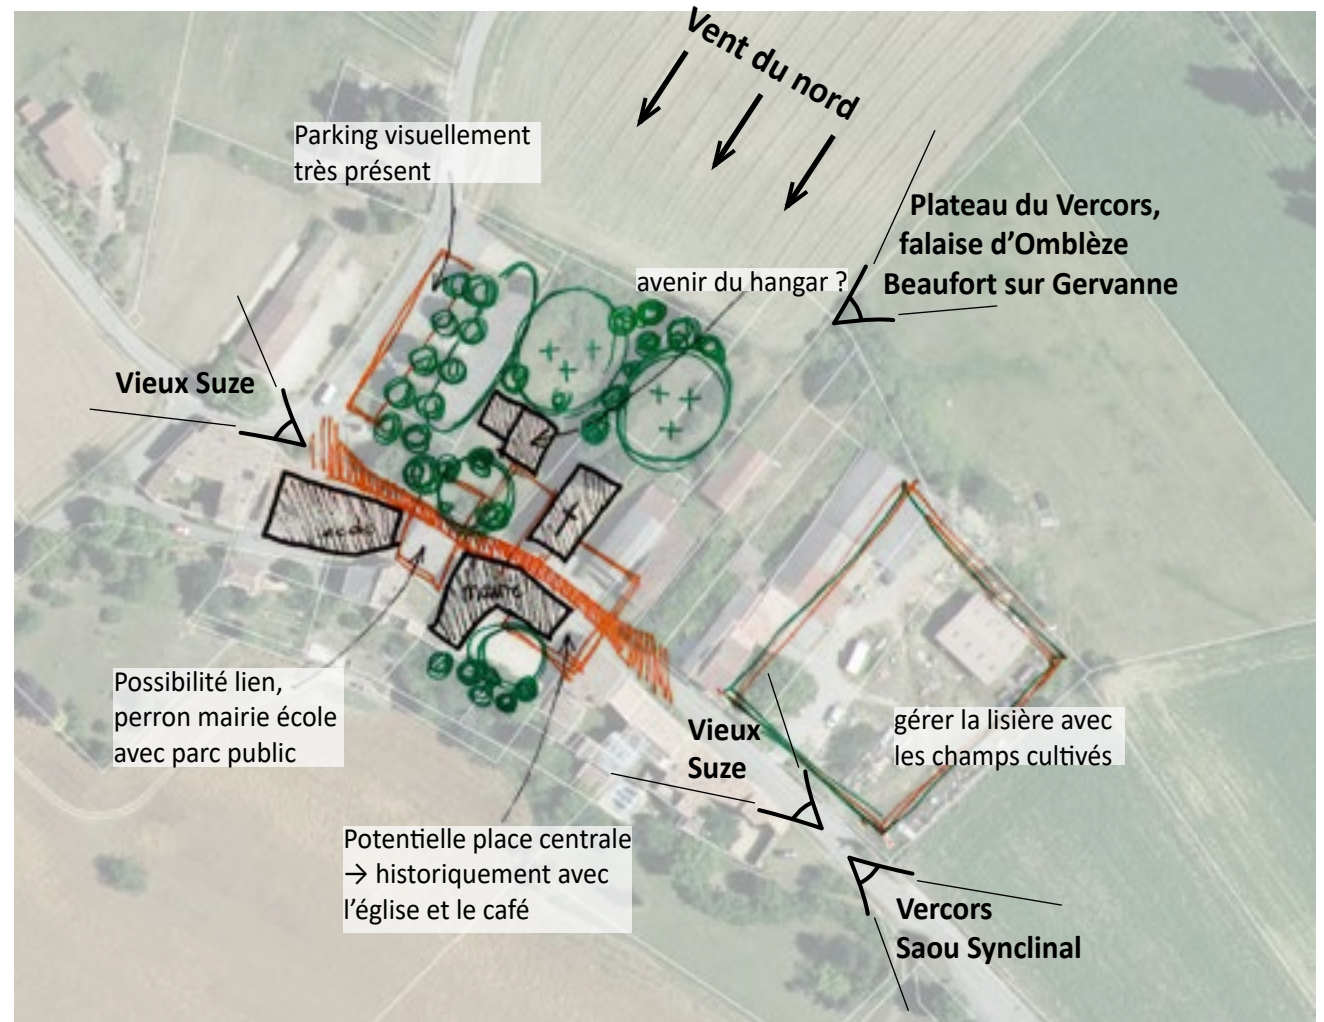 Vent du nord
Parking visuellement
très présent
Plateau du Vercors,
falaise d'Omblèze
Beaufort sur Gervanne
avenir du hangar ?
Vieux Suze
école
mairie
Possibilité lien,
perron mairie école
avec parc public
Vieux
Suze
gérer la lisière avec
les champs cultivés
Potentielle place centrale
→ historiquement avec
l'église et le café
Vercors
Saou Synclinal